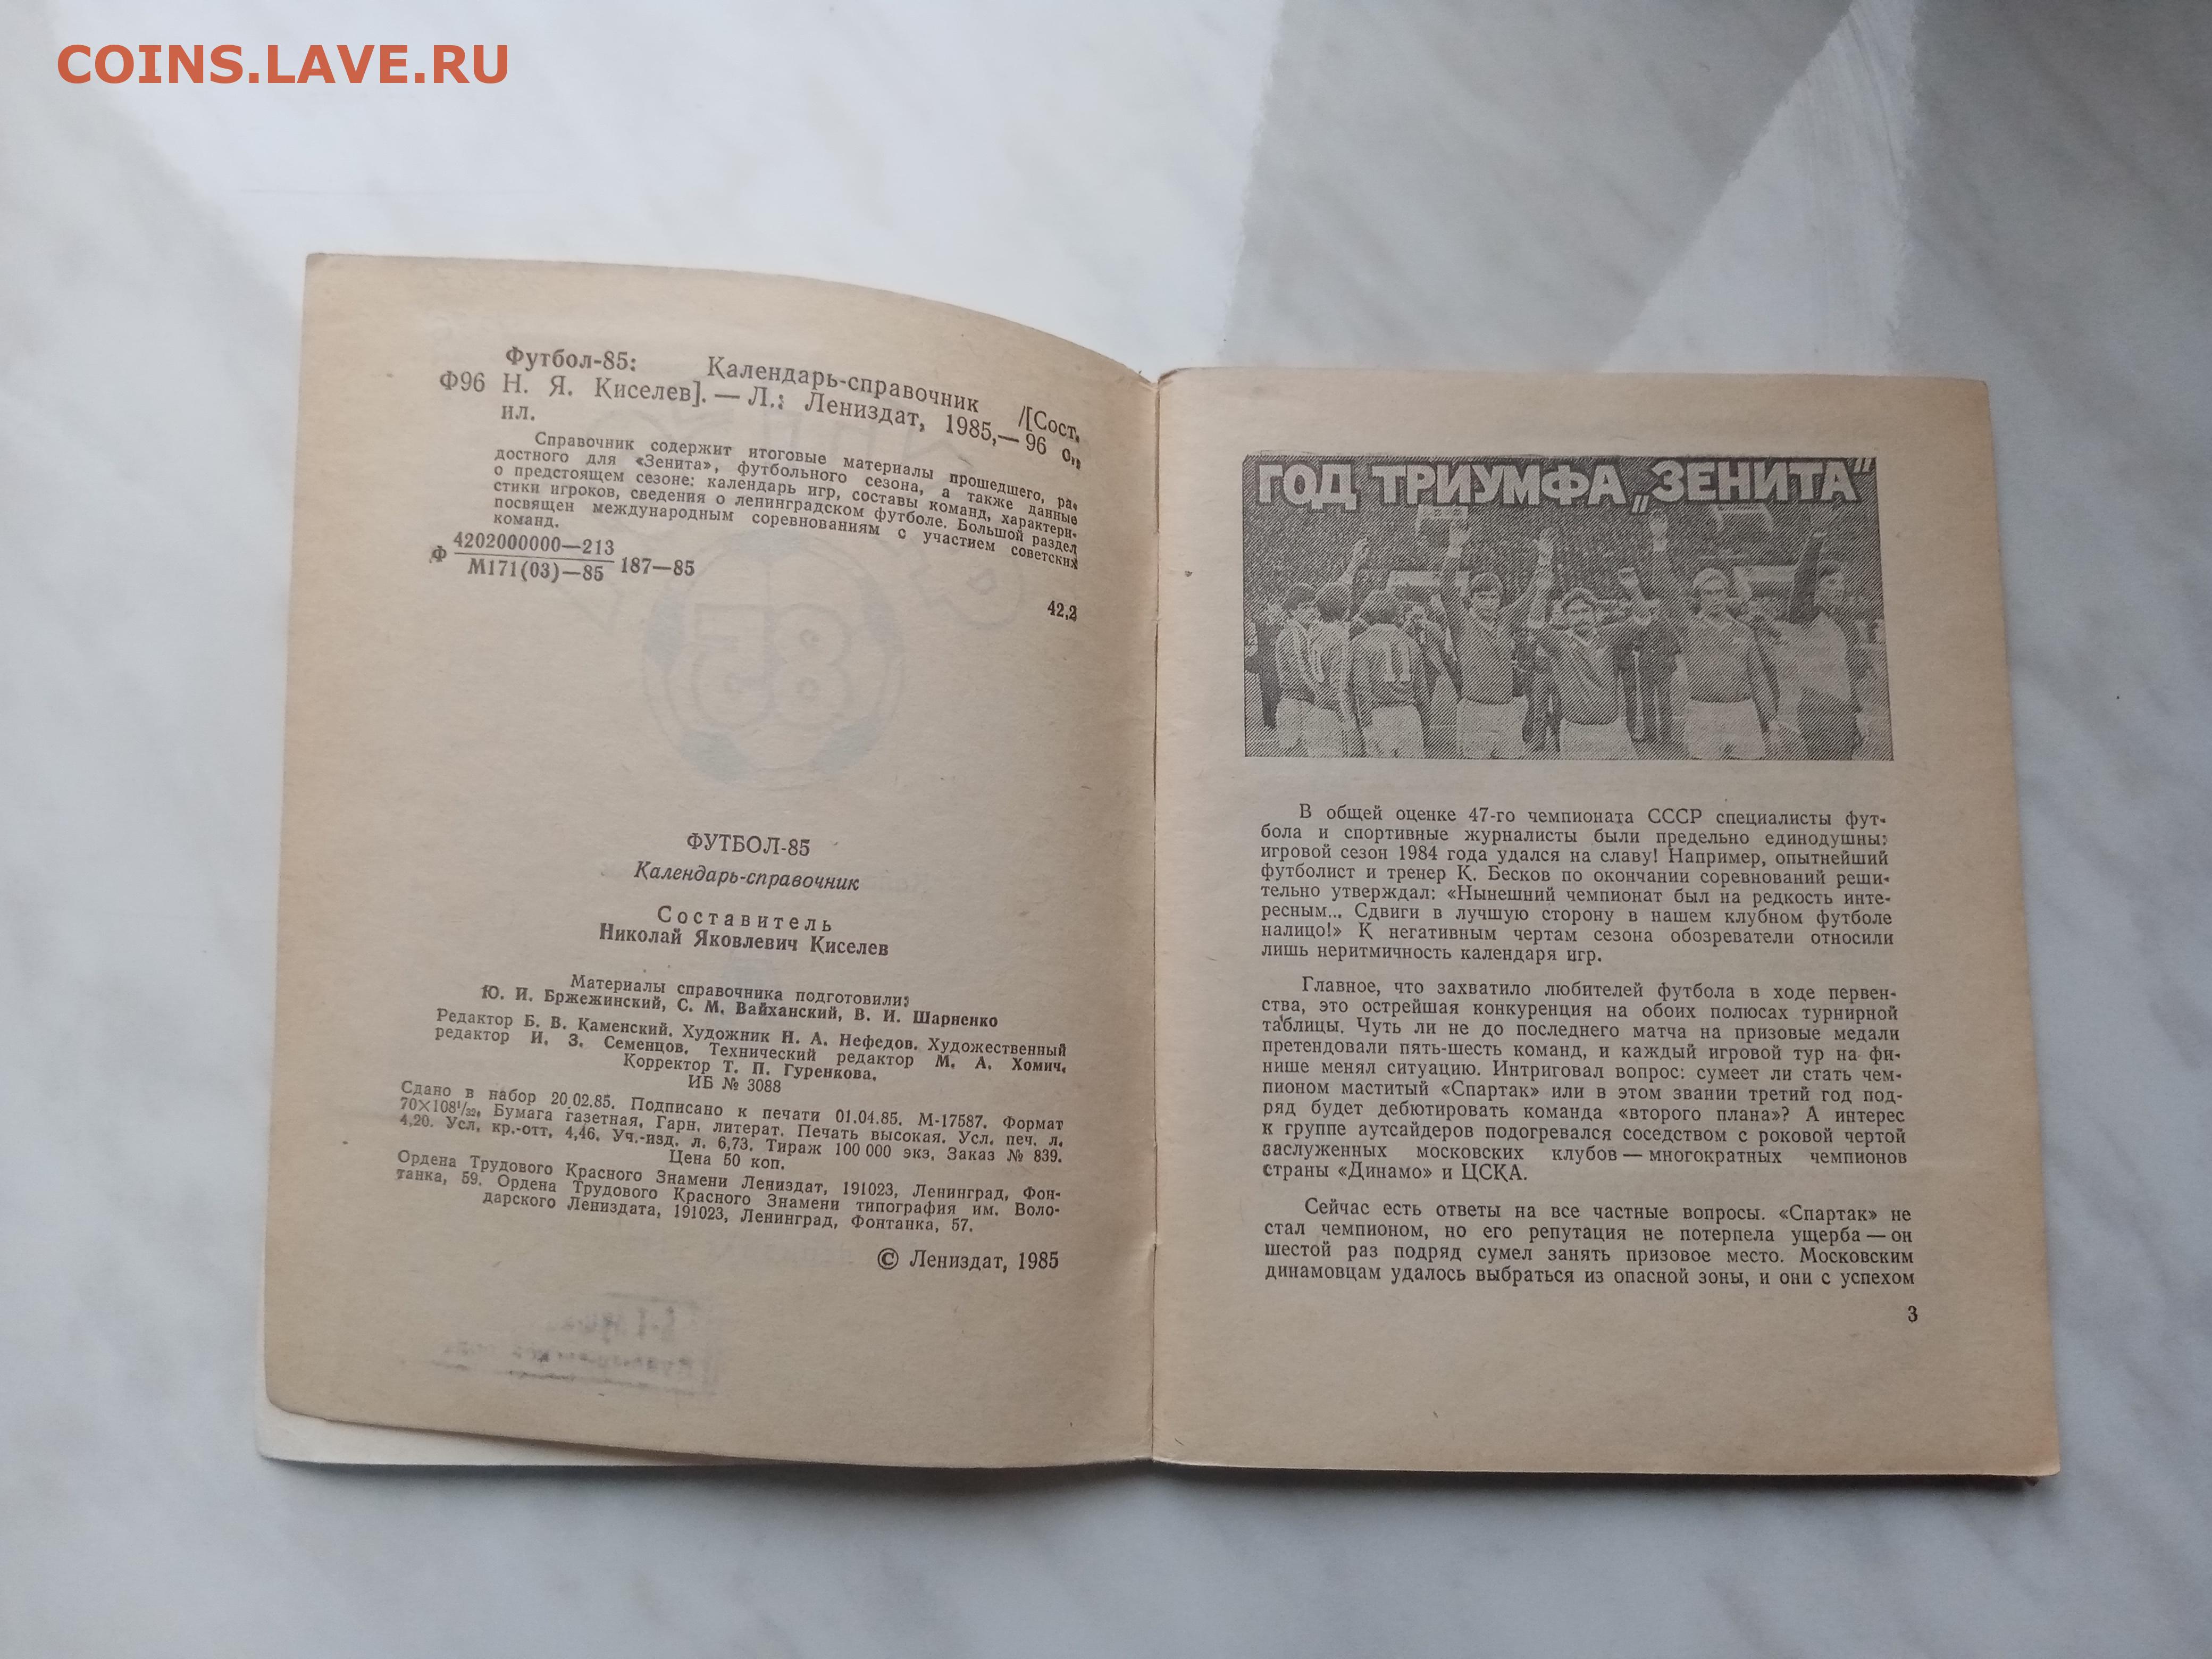 COINS.LAVE.RU
Футбол-85: Календарь-справочник /[Сост.
Ф96 Н. Я. Киселев]. — Л.: Лениздат, 1985,— 96 с.,
ил.
Справочник содержит итоговые материалы прошедшего, ра-
достного для «Зенита», футбольного сезона, а также данные
о предстоящем сезоне: календарь игр, составы команд, характери-
стики игроков, сведения о ленинградском футболе. Большой раздел
посвящен международным соревнованиям с участием советских
команд.
Ф 4202000000—213
М171(03)—85 187—85
42,2
ФУТБОЛ-85
Календарь-справочник
Составитель
Николай Яковлевич Киселев
Материалы справочника подготовили:
Ю. И. Бржежинский, С. М. Вайханский, В. И. Шарненко
Редактор Б. В. Каменский. Художник Н. А. Нефедов. Художественный
редактор И. З. Семенцов. Технический редактор М. А. Хомич.
Корректор Т. П. Гуренкова.
ИБ № 3088
Сдано в набор 20.02.85. Подписано к печати 01.04.85. М-17587. Формат
70×108¹/₃₂. Бумага газетная. Гарн. литерат. Печать высокая. Усл. печ. л.
4,20. Усл. кр.-отт. 4,46. Уч.-изд. л. 6,73. Тираж 100 000 экз. Заказ № 839.
Цена 50 коп.
Ордена Трудового Красного Знамени Лениздат, 191023, Ленинград, Фон-
танка, 59. Ордена Трудового Красного Знамени типография им. Воло-
дарского Лениздата, 191023, Ленинград, Фонтанка, 57.
© Лениздат, 1985
ГОД ТРИУМФА „ЗЕНИТА"
В общей оценке 47-го чемпионата СССР специалисты фут-
бола и спортивные журналисты были предельно единодушны:
игровой сезон 1984 года удался на славу! Например, опытнейший
футболист и тренер К. Бесков по окончании соревнований реши-
тельно утверждал: «Нынешний чемпионат был на редкость инте-
ресным... Сдвиги в лучшую сторону в нашем клубном футболе
налицо!» К негативным чертам сезона обозреватели относили
лишь неритмичность календаря игр.
Главное, что захватило любителей футбола в ходе первен-
ства, это острейшая конкуренция на обоих полюсах турнирной
таблицы. Чуть ли не до последнего матча на призовые медали
претендовали пять-шесть команд, и каждый игровой тур на фи-
нише менял ситуацию. Интриговал вопрос: сумеет ли стать чем-
пионом маститый «Спартак» или в этом звании третий год под-
ряд будет дебютировать команда «второго плана»? А интерес
к группе аутсайдеров подогревался соседством с роковой чертой
заслуженных московских клубов — многократных чемпионов
страны «Динамо» и ЦСКА.
Сейчас есть ответы на все частные вопросы. «Спартак» не
стал чемпионом, но его репутация не потерпела ущерба — он
шестой раз подряд сумел занять призовое место. Московским
динамовцам удалось выбраться из опасной зоны, и они с успехом
3